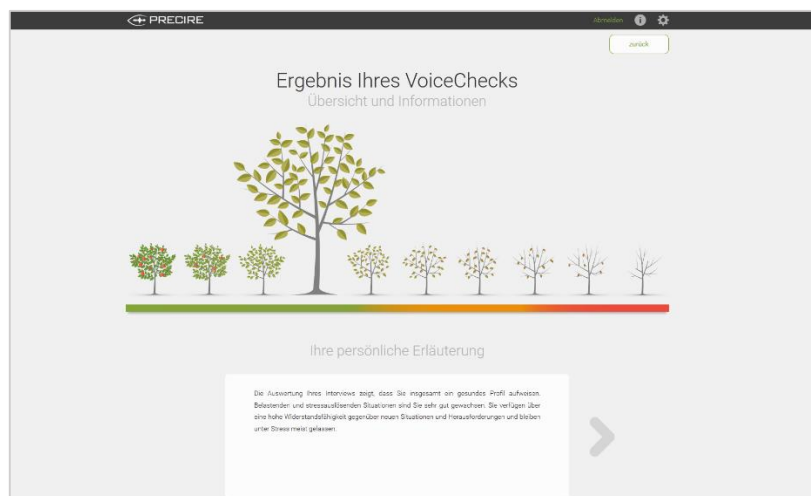 PRECIRE
Abmelden
zurück
Ergebnis Ihres VoiceChecks
Übersicht und Informationen
Ihre persönliche Erläuterung
Die Auswertung Ihres Interviews zeigt, dass Sie insgesamt ein gesundes Profil aufweisen.
Belastenden und stressauslösenden Situationen sind Sie sehr gut gewachsen. Sie verfügen über
eine hohe Widerstandsfähigkeit gegenüber neuen Situationen und Herausforderungen und bleiben
unter Stress meist gelassen.